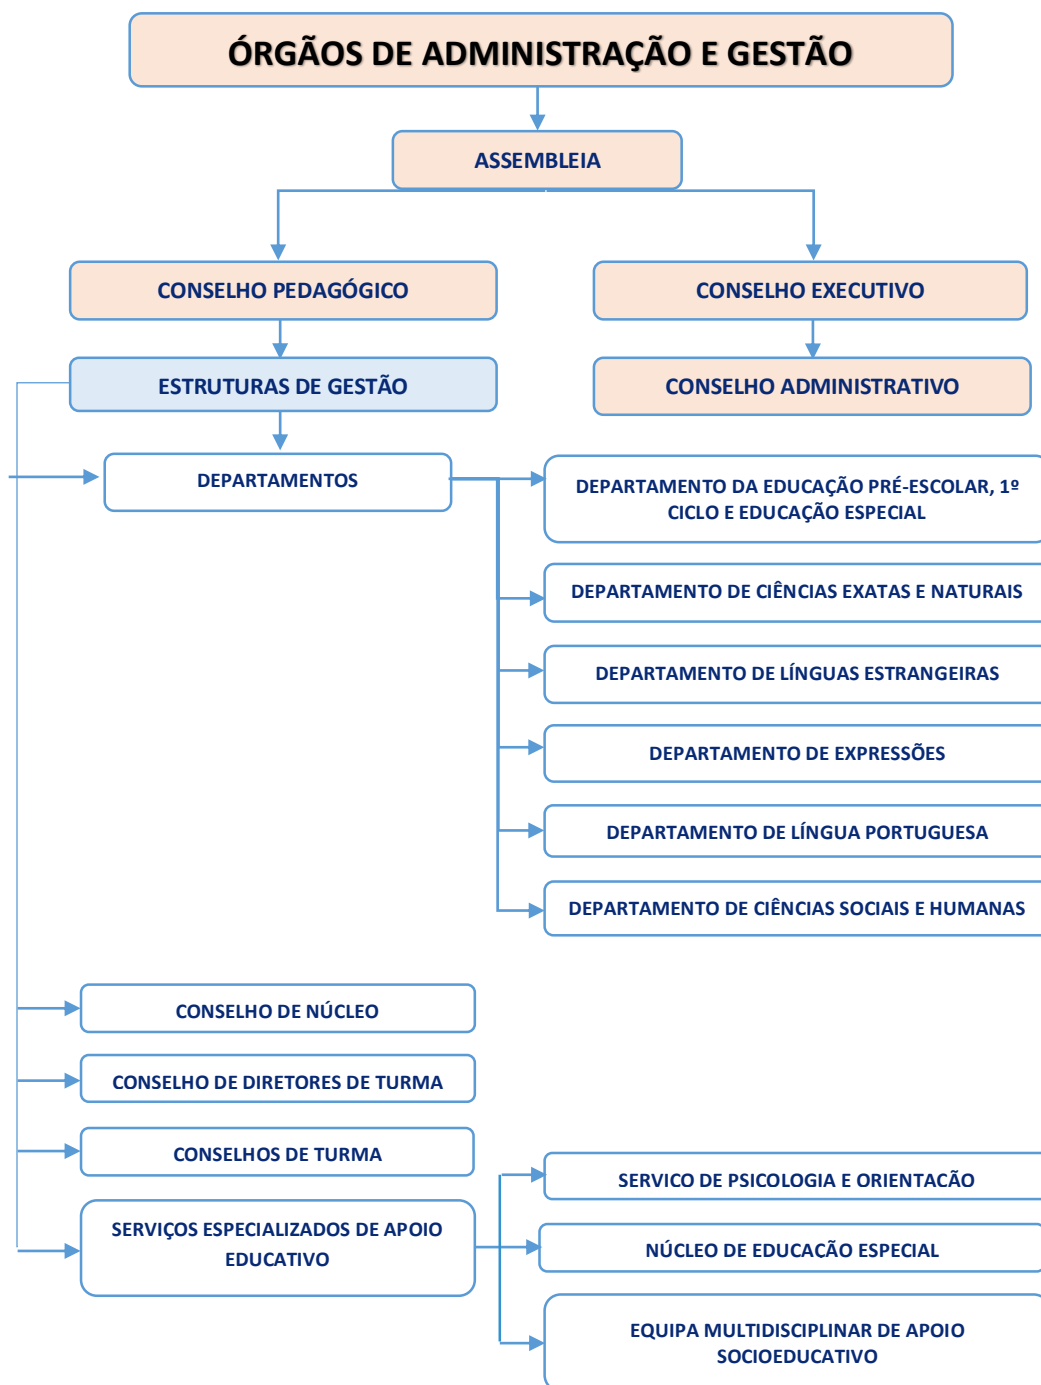 ÓRGÃOS DE ADMINISTRAÇÃO E GESTÃO
ASSEMBLEIA
CONSELHO PEDAGÓGICO
CONSELHO EXECUTIVO
ESTRUTURAS DE GESTÃO
CONSELHO ADMINISTRATIVO
DEPARTAMENTOS
DEPARTAMENTO DA EDUCAÇÃO PRÉ-ESCOLAR, 1º
CICLO E EDUCAÇÃO ESPECIAL
DEPARTAMENTO DE CIÊNCIAS EXATAS E NATURAIS
DEPARTAMENTO DE LÍNGUAS ESTRANGEIRAS
DEPARTAMENTO DE EXPRESSÕES
DEPARTAMENTO DE LÍNGUA PORTUGUESA
DEPARTAMENTO DE CIÊNCIAS SOCIAIS E HUMANAS
CONSELHO DE NÚCLEO
CONSELHO DE DIRETORES DE TURMA
CONSELHOS DE TURMA
SERVIÇOS ESPECIALIZADOS DE APOIO
EDUCATIVO
SERVICO DE PSICOLOGIA E ORIENTACÃO
NÚCLEO DE EDUCAÇÃO ESPECIAL
EQUIPA MULTIDISCIPLINAR DE APOIO
SOCIOEDUCATIVO